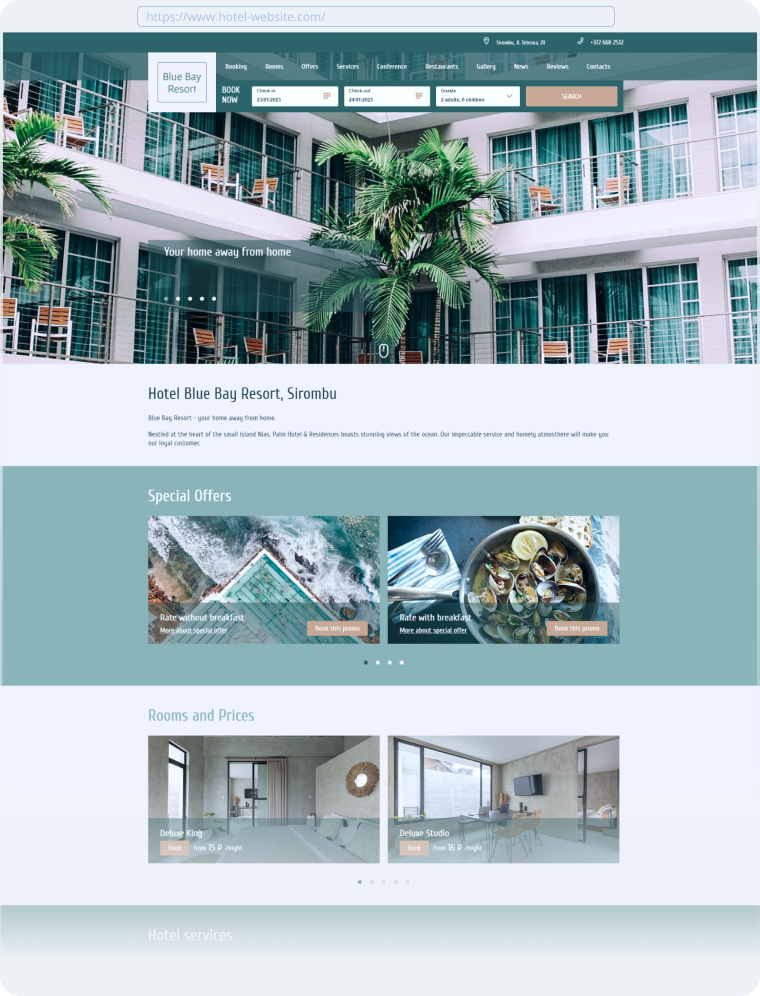 https://www.hotel-website.com/
Sirombu, Jl. Tetesua, 20
+372 668 2532
Blue Bay
Resort
Booking Rooms Offers Services Conference Restaurants Gallery News Reviews Contacts
BOOK
NOW
Check-in
23/01/2023
Check-out
24/01/2023
Guests
2 adults, 0 children
SEARCH
Your home away from home
Hotel Blue Bay Resort, Sirombu
Blue Bay Resort - your home away from home.
Nestled at the heart of the small island Nias, Palm Hotel & Residences boasts stunning views of the ocean. Our impeccable service and homely atmosthere will make you
our loyal customer.
Special Offers
Rate without breakfast
More about special offer
Book this promo
Rate with breakfast
More about special offer
Book this promo
Rooms and Prices
Deluxe King
Book from 15 ₽ /night
Deluxe Studio
Book from 16 ₽ /night
Hotel services